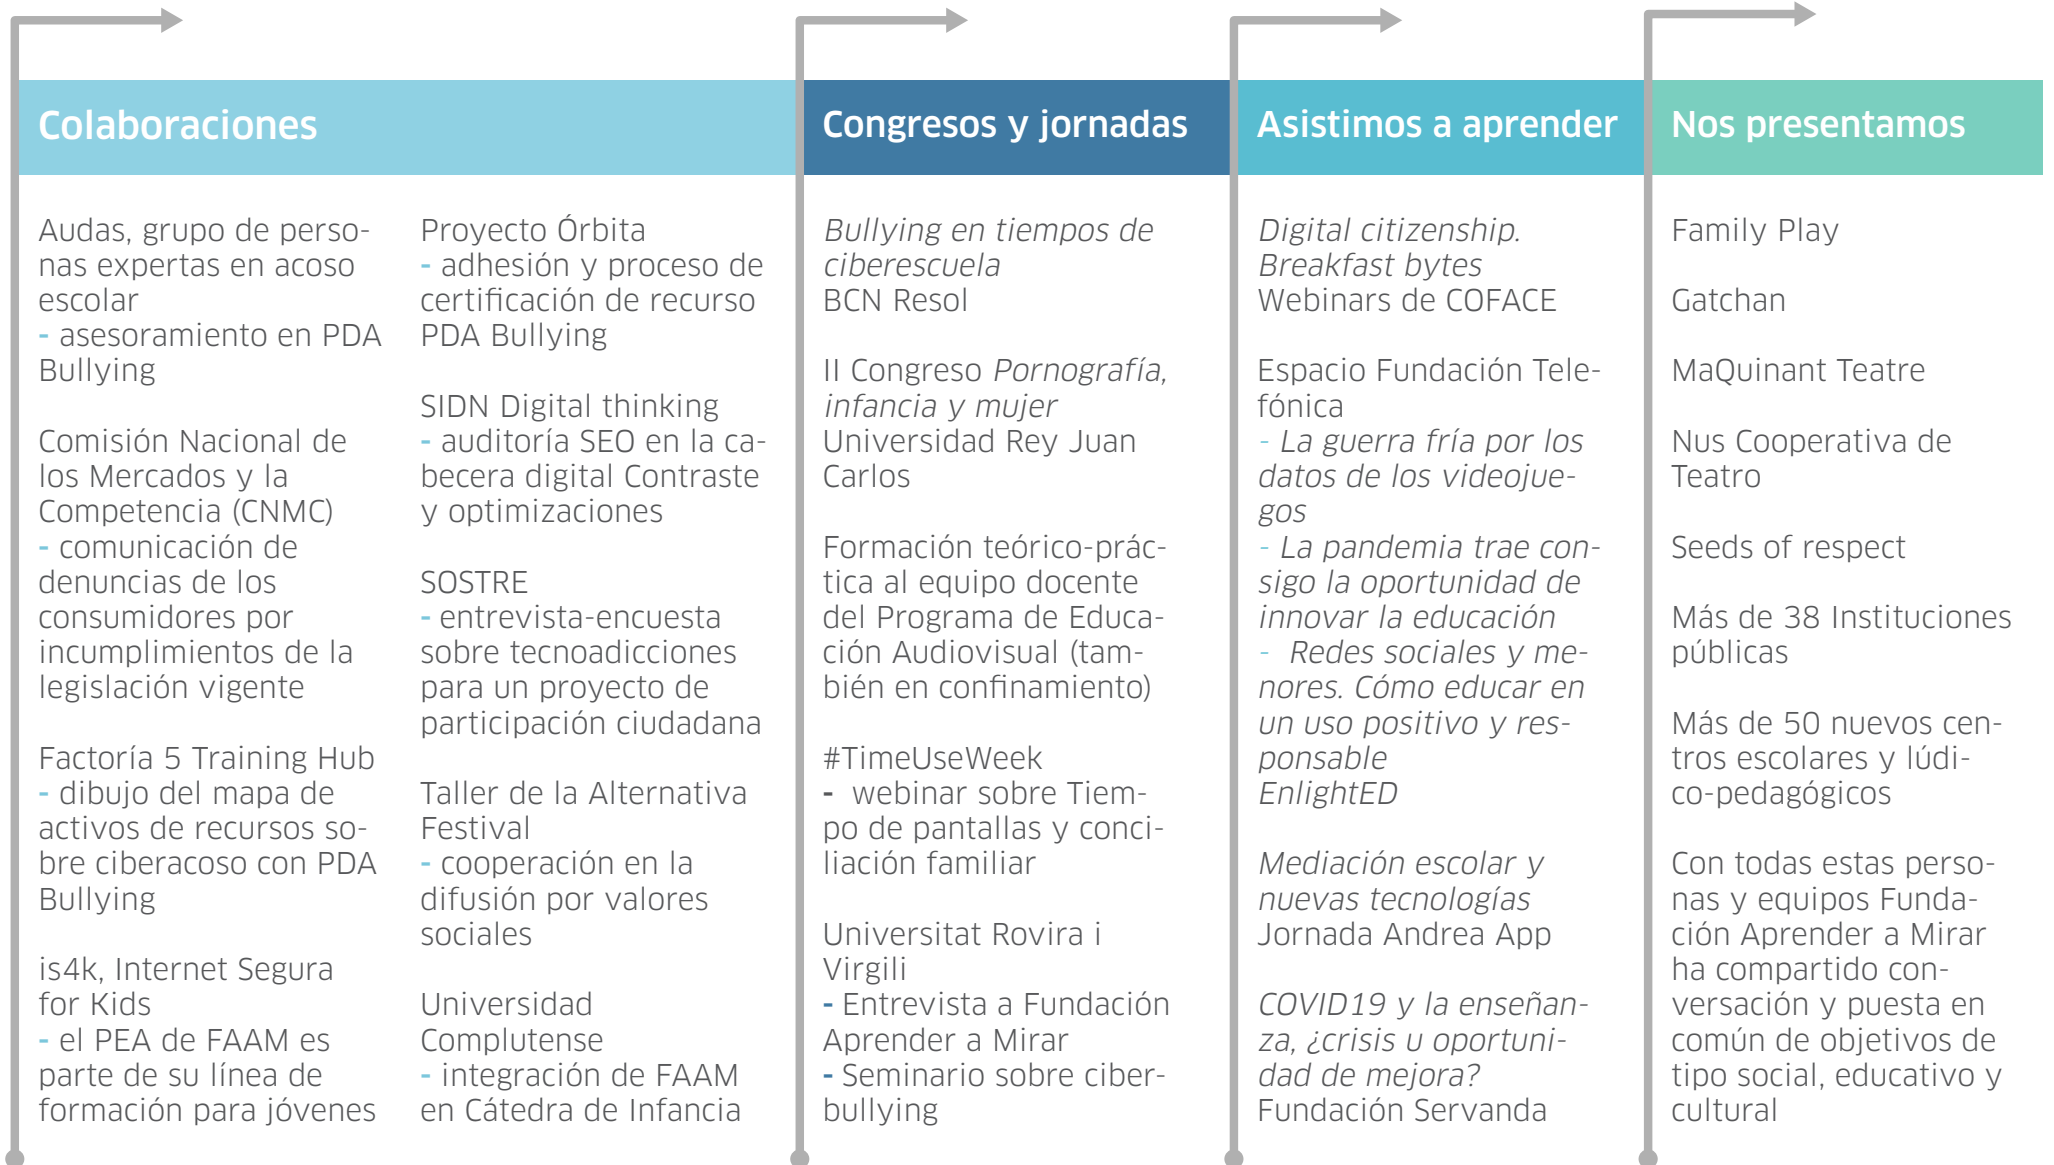 Colaboraciones
Audas, grupo de perso-
nas expertas en acoso
escolar
- asesoramiento en PDA
Bullying
Comisión Nacional de
los Mercados y la
Competencia (CNMC)
- comunicación de
denuncias de los
consumidores por
incumplimientos de la
legislación vigente
Factoría 5 Training Hub
- dibujo del mapa de
activos de recursos so-
bre ciberacoso con PDA
Bullying
is4k, Internet Segura
for Kids
- el PEA de FAAM es
parte de su línea de
formación para jóvenes
Proyecto Órbita
- adhesión y proceso de
certificación de recurso
PDA Bullying
SIDN Digital thinking
- auditoría SEO en la ca-
becera digital Contraste
y optimizaciones
SOSTRE
- entrevista-encuesta
sobre tecnoadicciones
para un proyecto de
participación ciudadana
Taller de la Alternativa
Festival
- cooperación en la
difusión por valores
sociales
Universidad
Complutense
- integración de FAAM
en Cátedra de Infancia
Congresos y jornadas
Bullying en tiempos de
ciberescuela
BCN Resol
II Congreso Pornografía,
infancia y mujer
Universidad Rey Juan
Carlos
Formación teórico-prác-
tica al equipo docente
del Programa de Educa-
ción Audiovisual (tam-
bién en confinamiento)
#TimeUseWeek
- webinar sobre Tiem-
po de pantallas y conci-
liación familiar
Universitat Rovira i
Virgili
- Entrevista a Fundación
Aprender a Mirar
- Seminario sobre ciber-
bullying
Asistimos a aprender
Digital citizenship.
Breakfast bytes
Webinars de COFACE
Espacio Fundación Tele-
fónica
- La guerra fría por los
datos de los videojue-
gos
- La pandemia trae con-
sigo la oportunidad de
innovar la educación
- Redes sociales y me-
nores. Cómo educar en
un uso positivo y res-
ponsable
EnlightED
Mediación escolar y
nuevas tecnologías
Jornada Andrea App
COVID19 y la enseñan-
za, ¿crisis u oportuni-
dad de mejora?
Fundación Servanda
Nos presentamos
Family Play
Gatchan
MaQuinant Teatre
Nus Cooperativa de
Teatro
Seeds of respect
Más de 38 Instituciones
públicas
Más de 50 nuevos cen-
tros escolares y lúdi-
co-pedagógicos
Con todas estas perso-
nas y equipos Funda-
ción Aprender a Mirar
ha compartido con-
versación y puesta en
común de objetivos de
tipo social, educativo y
cultural